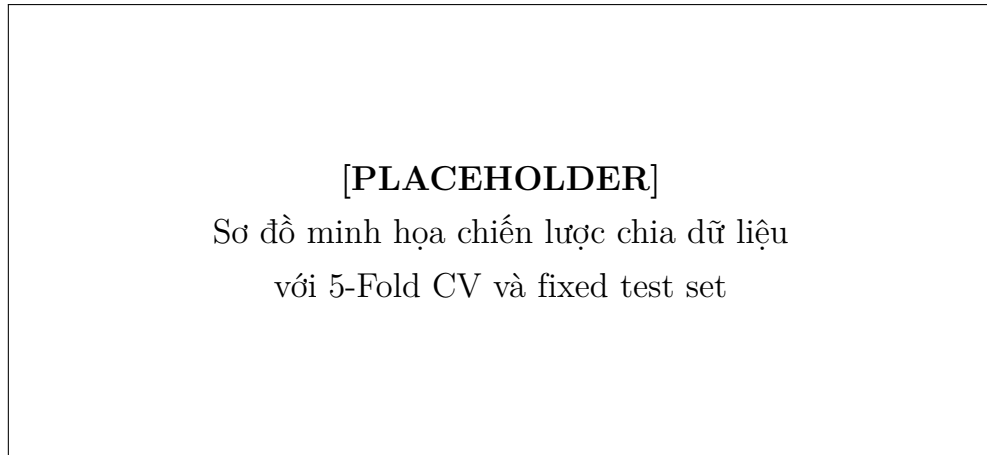 [PLACEHOLDER]
Sơ đồ minh họa chiến lược chia dữ liệu
với 5-Fold CV và fixed test set